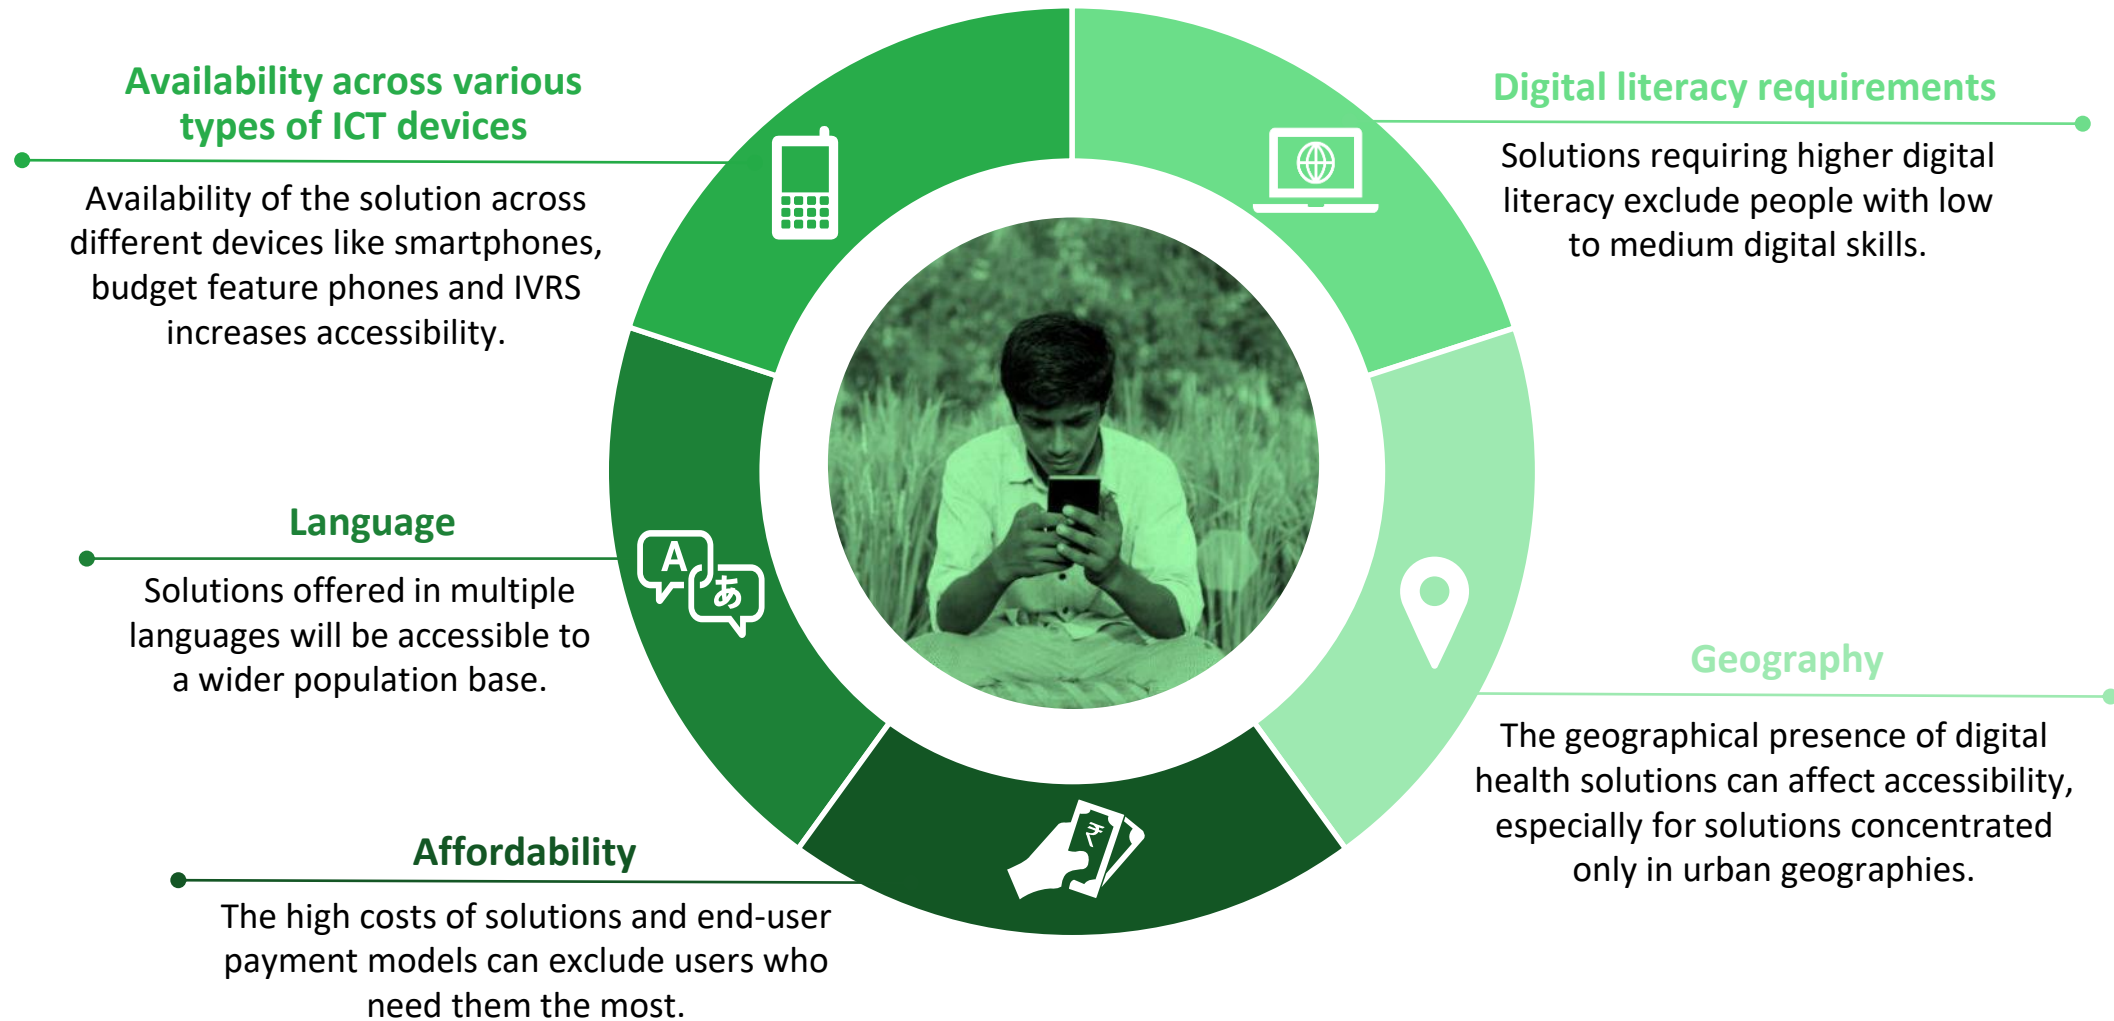 Availability across various
types of ICT devices
Availability of the solution across
different devices like smartphones,
budget feature phones and IVRS
increases accessibility.
Digital literacy requirements
Solutions requiring higher digital
literacy exclude people with low
to medium digital skills.
Language
Solutions offered in multiple
languages will be accessible to
a wider population base.
A
あ
Geography
The geographical presence of digital
health solutions can affect accessibility,
especially for solutions concentrated
only in urban geographies.
Affordability
The high costs of solutions and end-user
payment models can exclude users who
need them the most.
₹